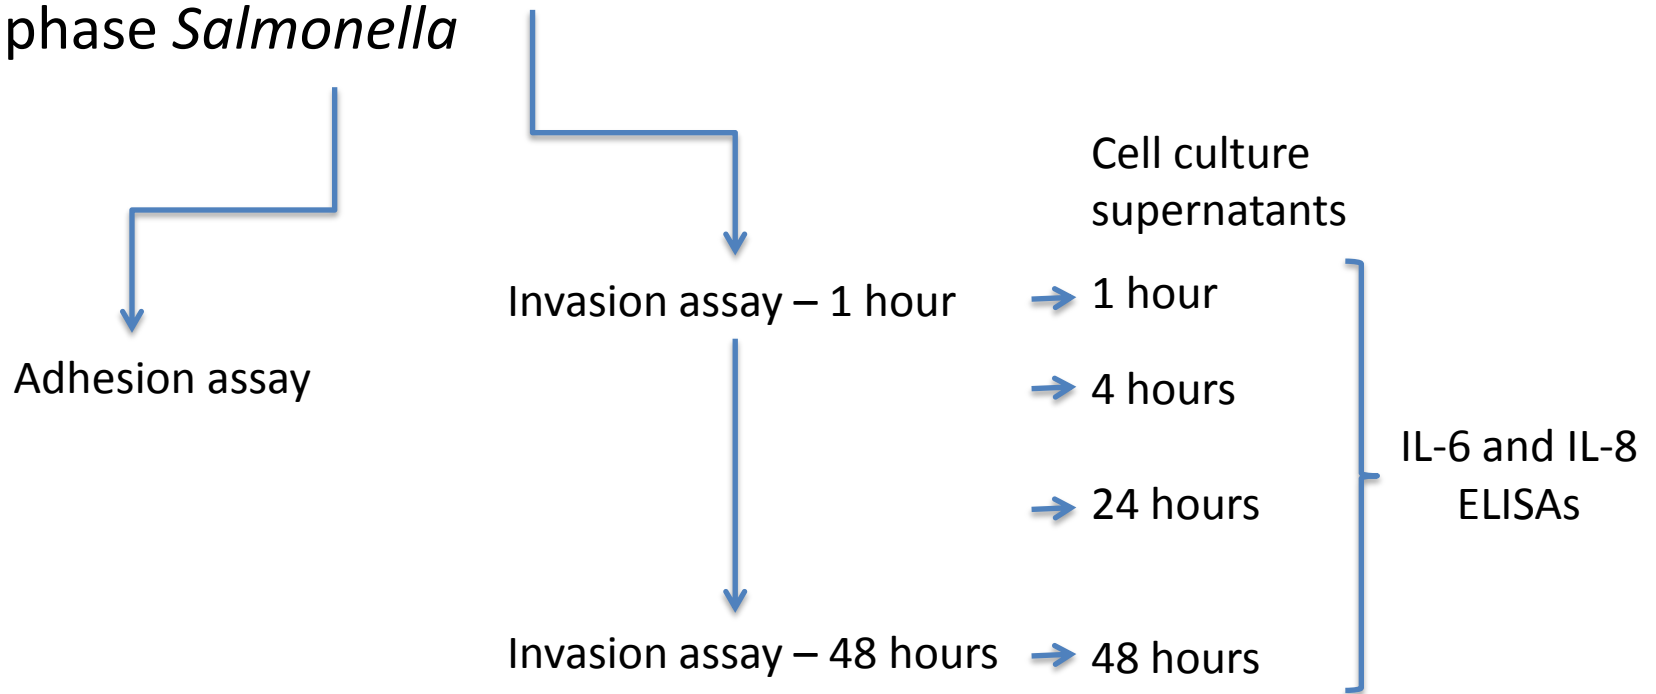 phase Salmonella
Cell culture
supernatants
Invasion assay – 1 hour
1 hour
Adhesion assay
4 hours
IL-6 and IL-8
ELISAs
24 hours
Invasion assay – 48 hours
48 hours